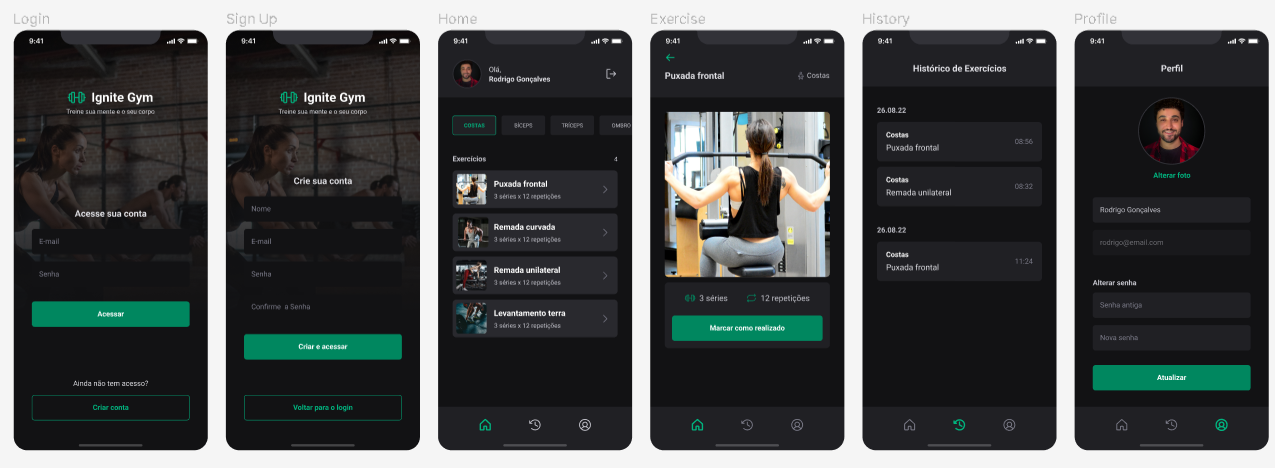 Login
9:41
Ignite Gym
Treine sua mente e o seu corpo
Acesse sua conta
E-mail
Senha
Acessar
Ainda não tem acesso?
Criar conta
Sign Up
9:41
Ignite Gym
Treine sua mente e o seu corpo
Crie sua conta
Nome
E-mail
Senha
Confirme a Senha
Criar e acessar
Voltar para o login
Home
9:41
Olá,
Rodrigo Gonçalves
COSTAS BÍCEPS TRÍCEPS OMBRO
Exercícios 4
Puxada frontal
3 séries x 12 repetições
Remada curvada
3 séries x 12 repetições
Remada unilateral
3 séries x 12 repetições
Levantamento terra
3 séries x 12 repetições
Exercise
9:41
Puxada frontal Costas
3 séries 12 repetições
Marcar como realizado
History
9:41
Histórico de Exercícios
26.08.22
Costas
Puxada frontal 08:56
Costas
Remada unilateral 08:32
26.08.22
Costas
Puxada frontal 11:24
Profile
9:41
Perfil
Alterar foto
Rodrigo Gonçalves
rodrigo@email.com
Alterar senha
Senha antiga
Nova senha
Atualizar